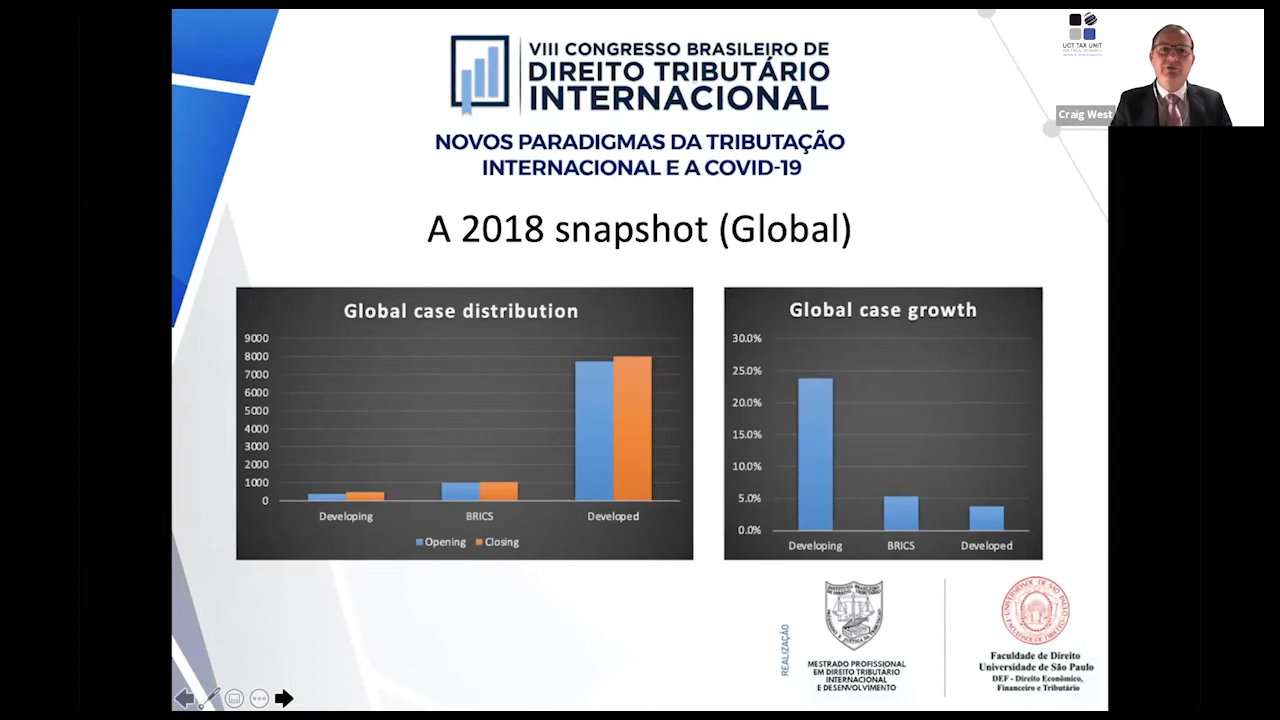 VIII CONGRESSO BRASILEIRO DE
DIREITO TRIBUTÁRIO
INTERNACIONAL
NOVOS PARADIGMAS DA TRIBUTAÇÃO
INTERNACIONAL E A COVID-19
UCT TAX UNIT
Craig West
A 2018 snapshot (Global)
Global case distribution
9000
8000
7000
6000
5000
4000
3000
2000
1000
0
Developing
BRICS
Developed
Opening
Closing
Global case growth
30.0%
25.0%
20.0%
15.0%
10.0%
5.0%
0.0%
Developing
BRICS
Developed
REALIZAÇÃO
MESTRADO PROFISSIONAL
EM DIREITO TRIBUTÁRIO
INTERNACIONAL
E DESENVOLVIMENTO
Faculdade de Direito
Universidade de São Paulo
DEF - Direito Econômico,
Financeiro e Tributário